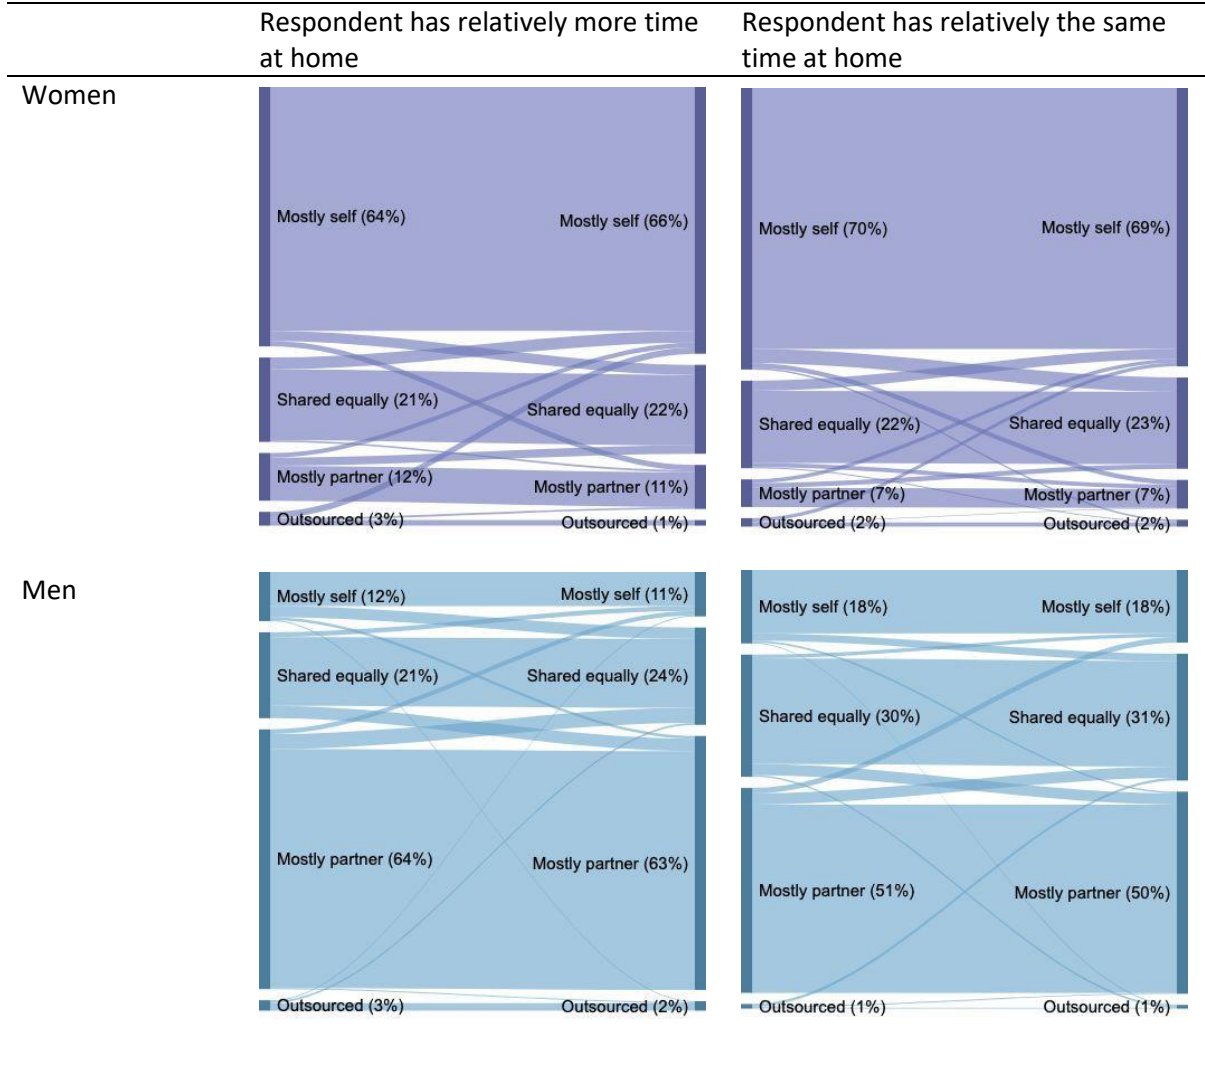 Respondent has relatively more time
at home
Respondent has relatively the same
time at home
Women
Mostly self (64%)
Mostly self (66%)
Shared equally (21%)
Shared equally (22%)
Mostly partner (12%)
Mostly partner (11%)
Outsourced (3%)
Outsourced (1%)
Mostly self (70%)
Mostly self (69%)
Shared equally (22%)
Shared equally (23%)
Mostly partner (7%)
Mostly partner (7%)
Outsourced (2%)
Outsourced (2%)
Men
Mostly self (12%)
Mostly self (11%)
Shared equally (21%)
Shared equally (24%)
Mostly partner (64%)
Mostly partner (63%)
Outsourced (3%)
Outsourced (2%)
Mostly self (18%)
Mostly self (18%)
Shared equally (30%)
Shared equally (31%)
Mostly partner (51%)
Mostly partner (50%)
Outsourced (1%)
Outsourced (1%)